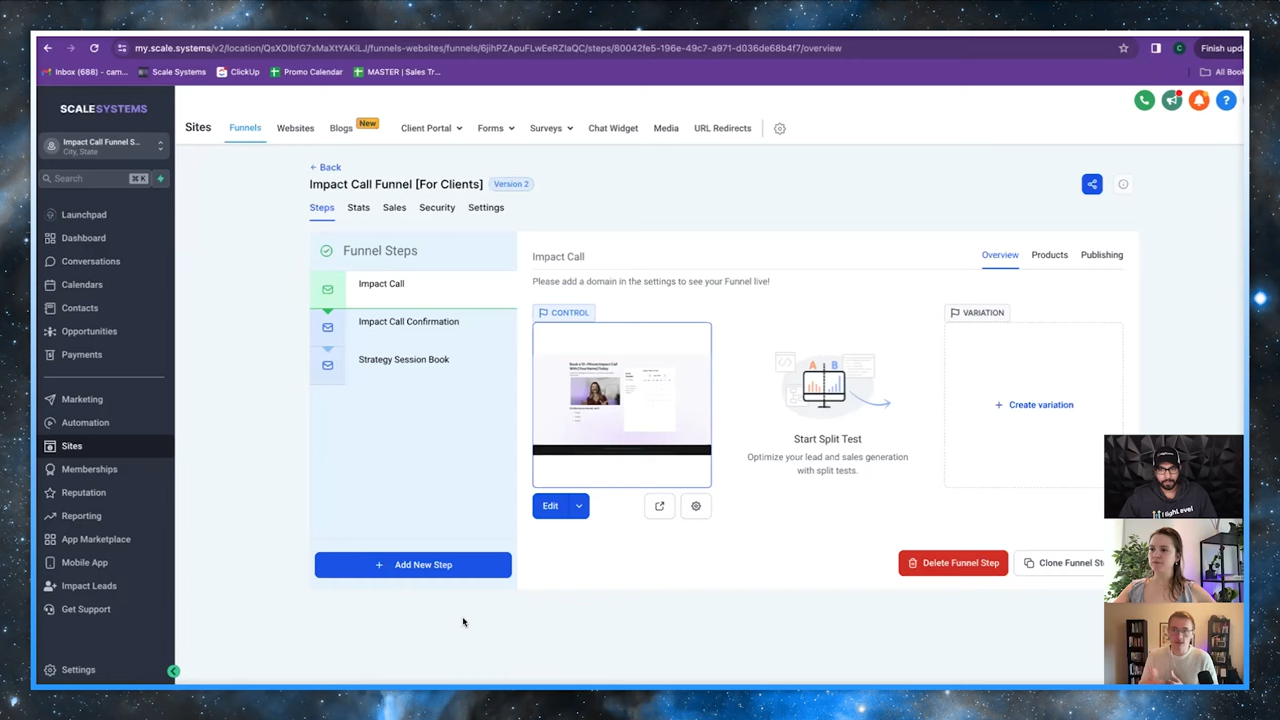 my.scale.systems/v2/location/QsXOlbfG7xMaXtYAKiLJ/funnels-websites/funnels/6jihPZApuFLwEeRZlaQC/steps/80042fe5-196e-49c7-a971-d036de68b4f7/overview
C
Finish upd
Inbox (688) - cam...
Scale Systems
ClickUp
Promo Calendar
MASTER | Sales Tr...
All Book
SCALESYSTEMS
Impact Call Funnel S...
City, State
Search
⌘K
Launchpad
Dashboard
Conversations
Calendars
Contacts
Opportunities
Payments
Marketing
Automation
Sites
Memberships
Reputation
Reporting
App Marketplace
Mobile App
Impact Leads
Get Support
Settings
Sites
Funnels
Websites
Blogs
New
Client Portal
Forms
Surveys
Chat Widget
Media
URL Redirects
Back
Impact Call Funnel [For Clients]
Version 2
Steps
Stats
Sales
Security
Settings
Funnel Steps
Impact Call
Impact Call Confirmation
Strategy Session Book
+ Add New Step
Impact Call
Overview
Products
Publishing
Please add a domain in the settings to see your Funnel live!
CONTROL
Edit
A B
Start Split Test
Optimize your lead and sales generation
with split tests.
VARIATION
+ Create variation
Delete Funnel Step
Clone Funnel St